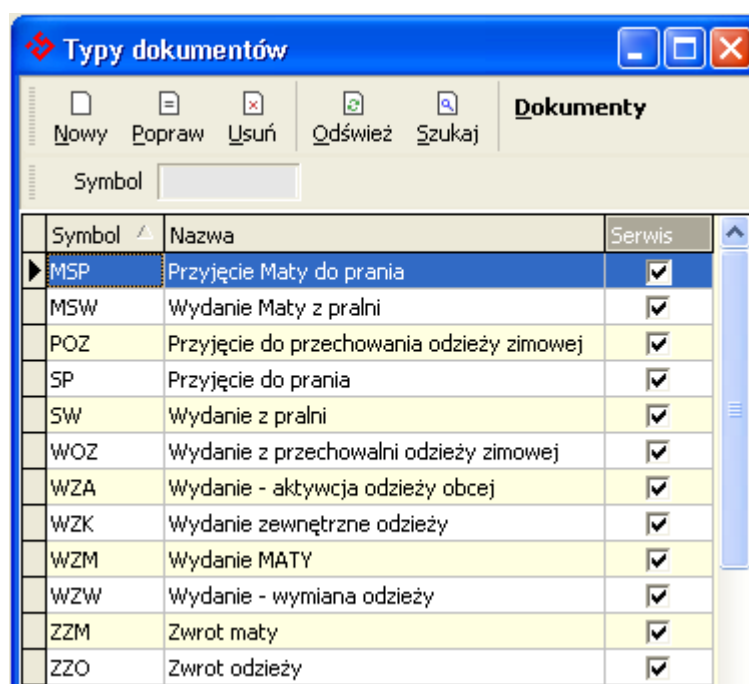 Typy dokumentów
Nowy Popraw Usuń Odśwież Szukaj Dokumenty
Symbol
Symbol Nazwa Serwis
MSP Przyjęcie Maty do prania
MSW Wydanie Maty z pralni
POZ Przyjęcie do przechowania odzieży zimowej
SP Przyjęcie do prania
SW Wydanie z pralni
WOZ Wydanie z przechowalni odzieży zimowej
WZA Wydanie - aktywcja odzieży obcej
WZK Wydanie zewnętrzne odzieży
WZM Wydanie MATY
WZW Wydanie - wymiana odzieży
ZZM Zwrot maty
ZZO Zwrot odzieży